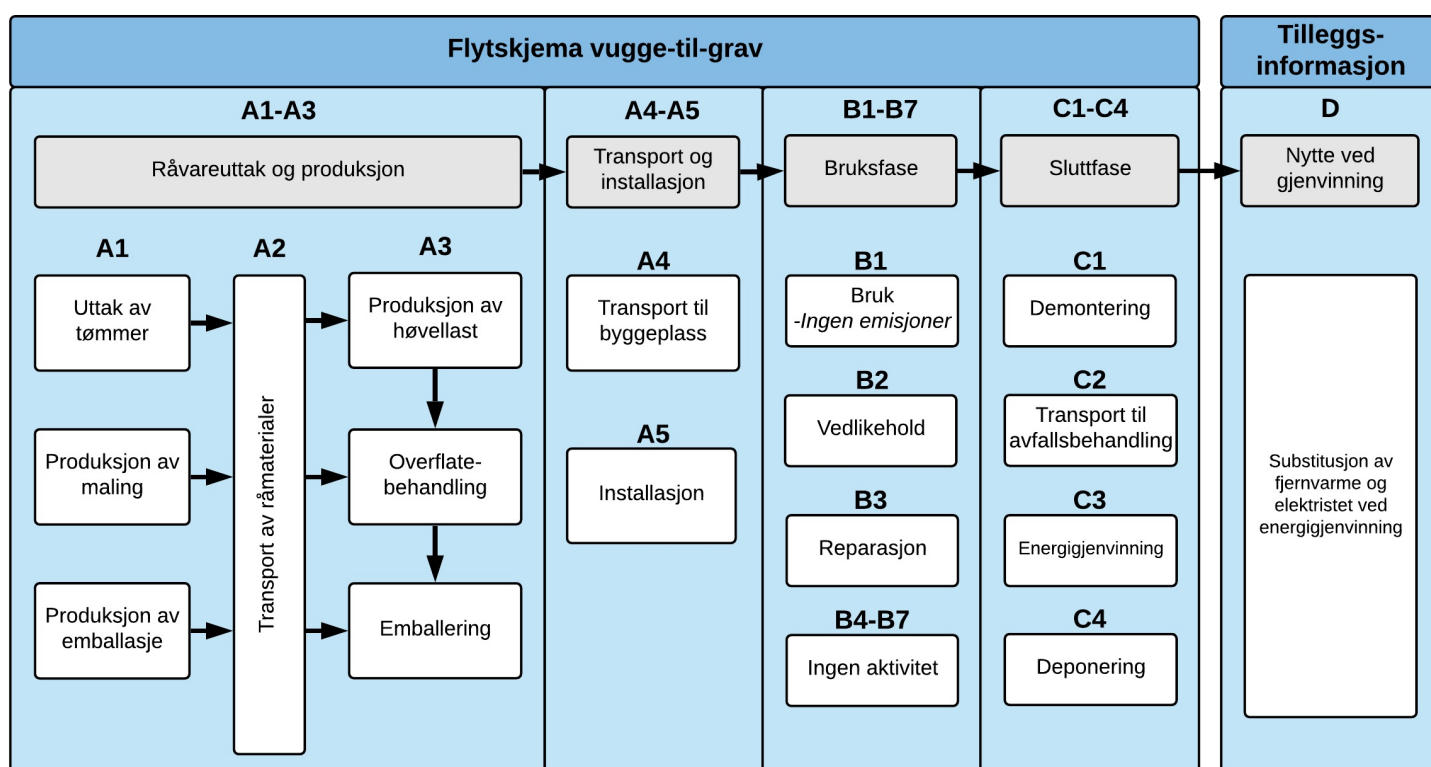 Flytskjema vugge-til-grav
Tilleggs-
informasjon
A1-A3
A4-A5
B1-B7
C1-C4
D
Råvareuttak og produksjon
Transport og
installasjon
Bruksfase
Sluttfase
Nytte ved
gjenvinning
A1
A2
A3
Uttak av
tømmer
Produksjon av
maling
Produksjon av
emballasje
Transport av råmaterialer
Produksjon av
høvellast
Overflate-
behandling
Emballering
A4
Transport til
byggeplass
A5
Installasjon
B1
Bruk
-Ingen emisjoner
B2
Vedlikehold
B3
Reparasjon
B4-B7
Ingen aktivitet
C1
Demontering
C2
Transport til
avfallsbehandling
C3
Energigjenvinning
C4
Deponering
Substitusjon av
fjernvarme og
elektristet ved
energigjenvinning